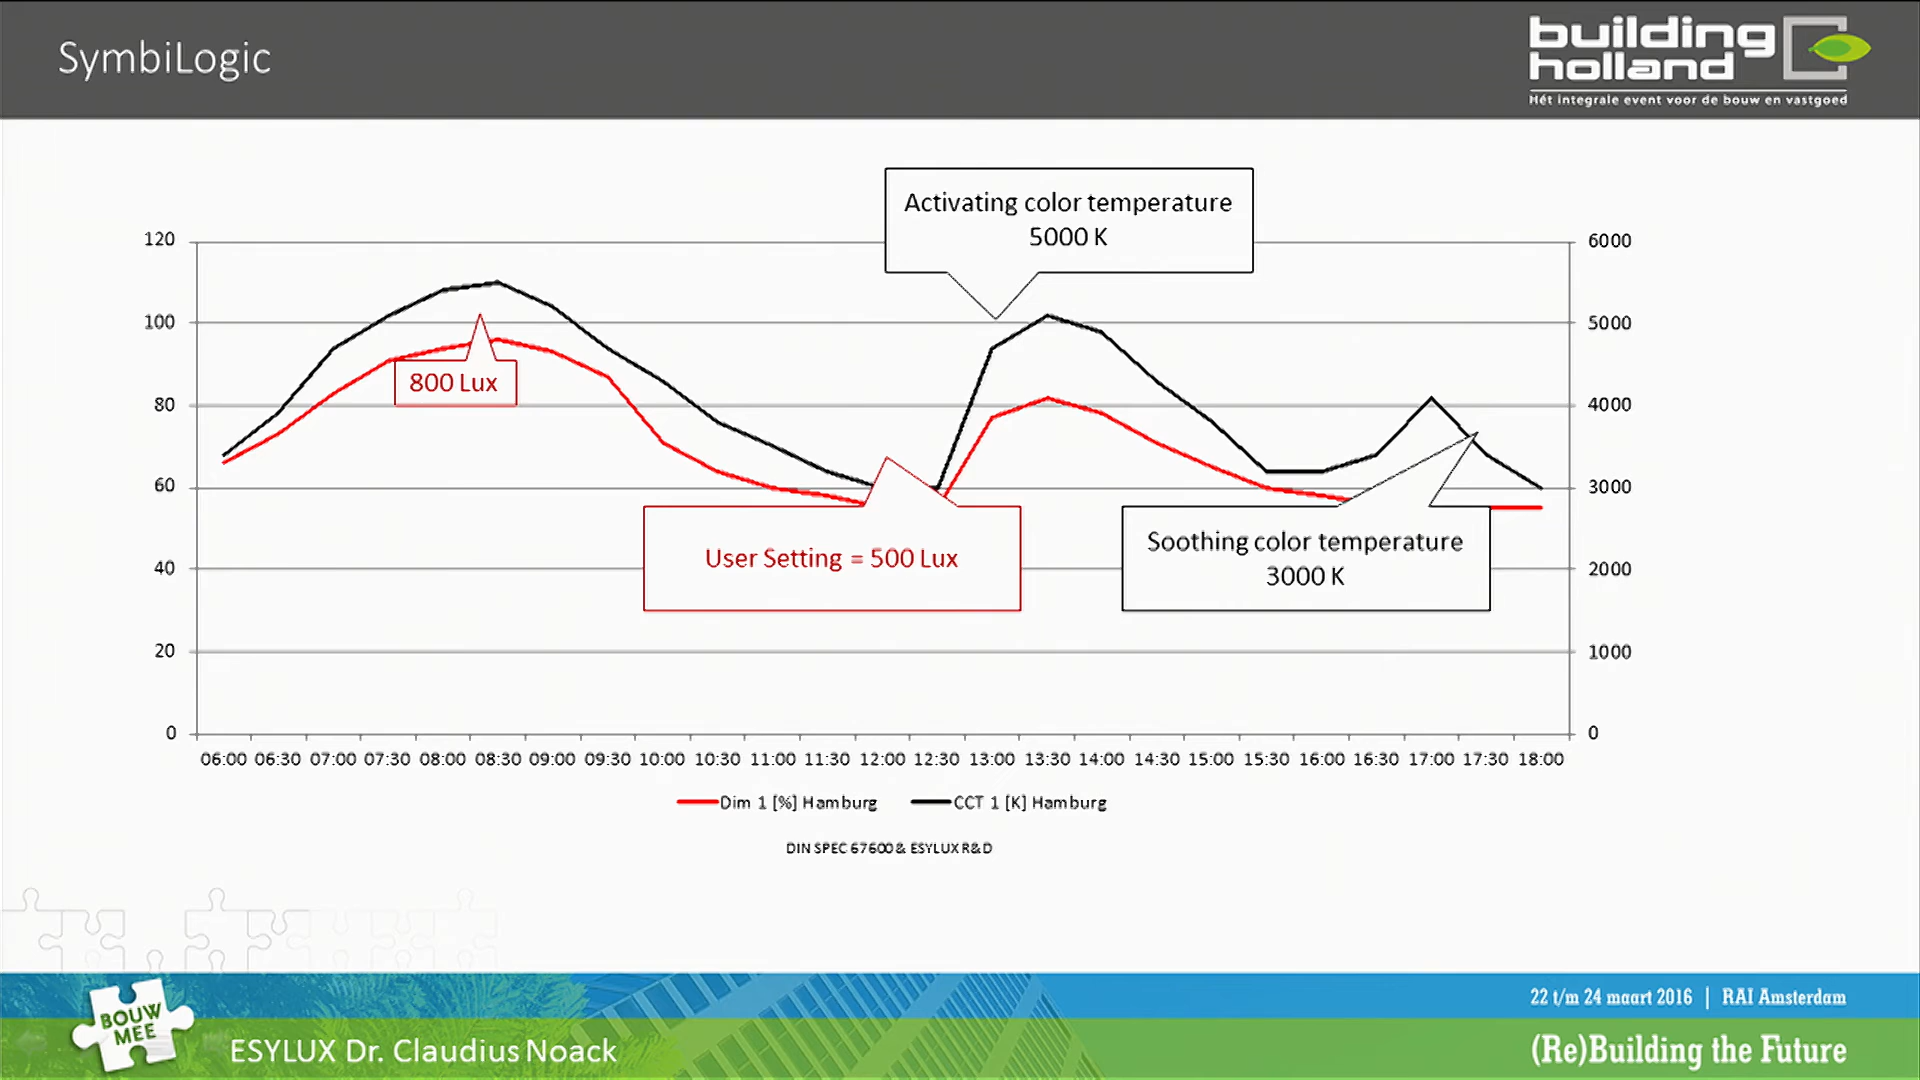 SymbiLogic
building
holland
Hét integrale event voor de bouw en vastgoed
Activating color temperature
5000 K
120
100
80
60
40
20
0
6000
5000
4000
3000
2000
1000
0
800 Lux
User Setting = 500 Lux
Soothing color temperature
3000 K
06:00 06:30 07:00 07:30 08:00 08:30 09:00 09:30 10:00 10:30 11:00 11:30 12:00 12:30 13:00 13:30 14:00 14:30 15:00 15:30 16:00 16:30 17:00 17:30 18:00
Dim 1 [%] Hamburg CCT 1 [K] Hamburg
DIN SPEC 67600 & ESYLUX R&D
BOUW
MEE
ESYLUX Dr. Claudius Noack
22 t/m 24 maart 2016 | RAI Amsterdam
(Re)Building the Future